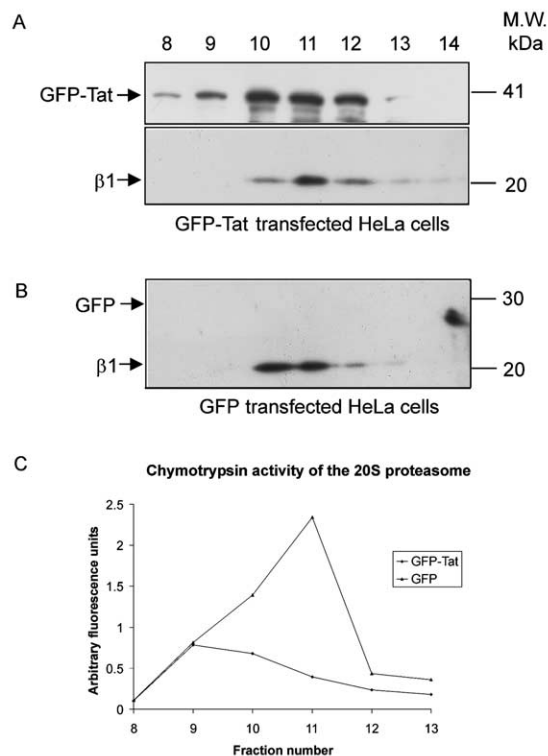 A
8 9 10 11 12 13 14
M.W.
kDa
GFP-Tat
41
β1
20
GFP-Tat transfected HeLa cells
B
GFP
30
β1
20
GFP transfected HeLa cells
C
Chymotrypsin activity of the 20S proteasome
Arbitrary fluorescence units
2.5
2
1.5
1
0.5
0
GFP-Tat
GFP
8 9 10 11 12 13
Fraction number